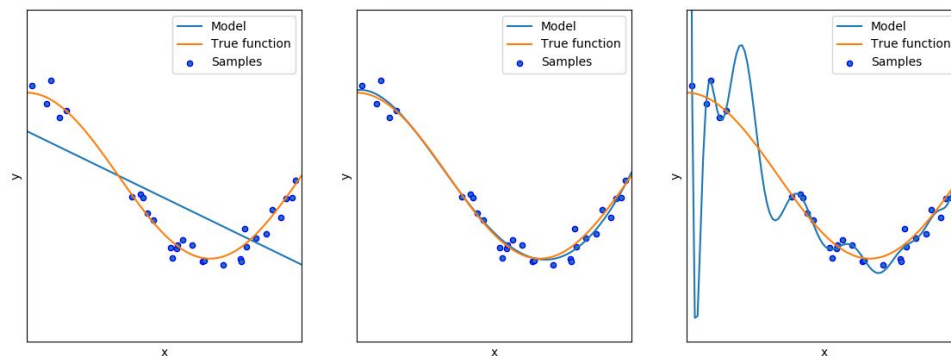 Model
True function
Samples
y
x
Model
True function
Samples
y
x
Model
True function
Samples
y
x